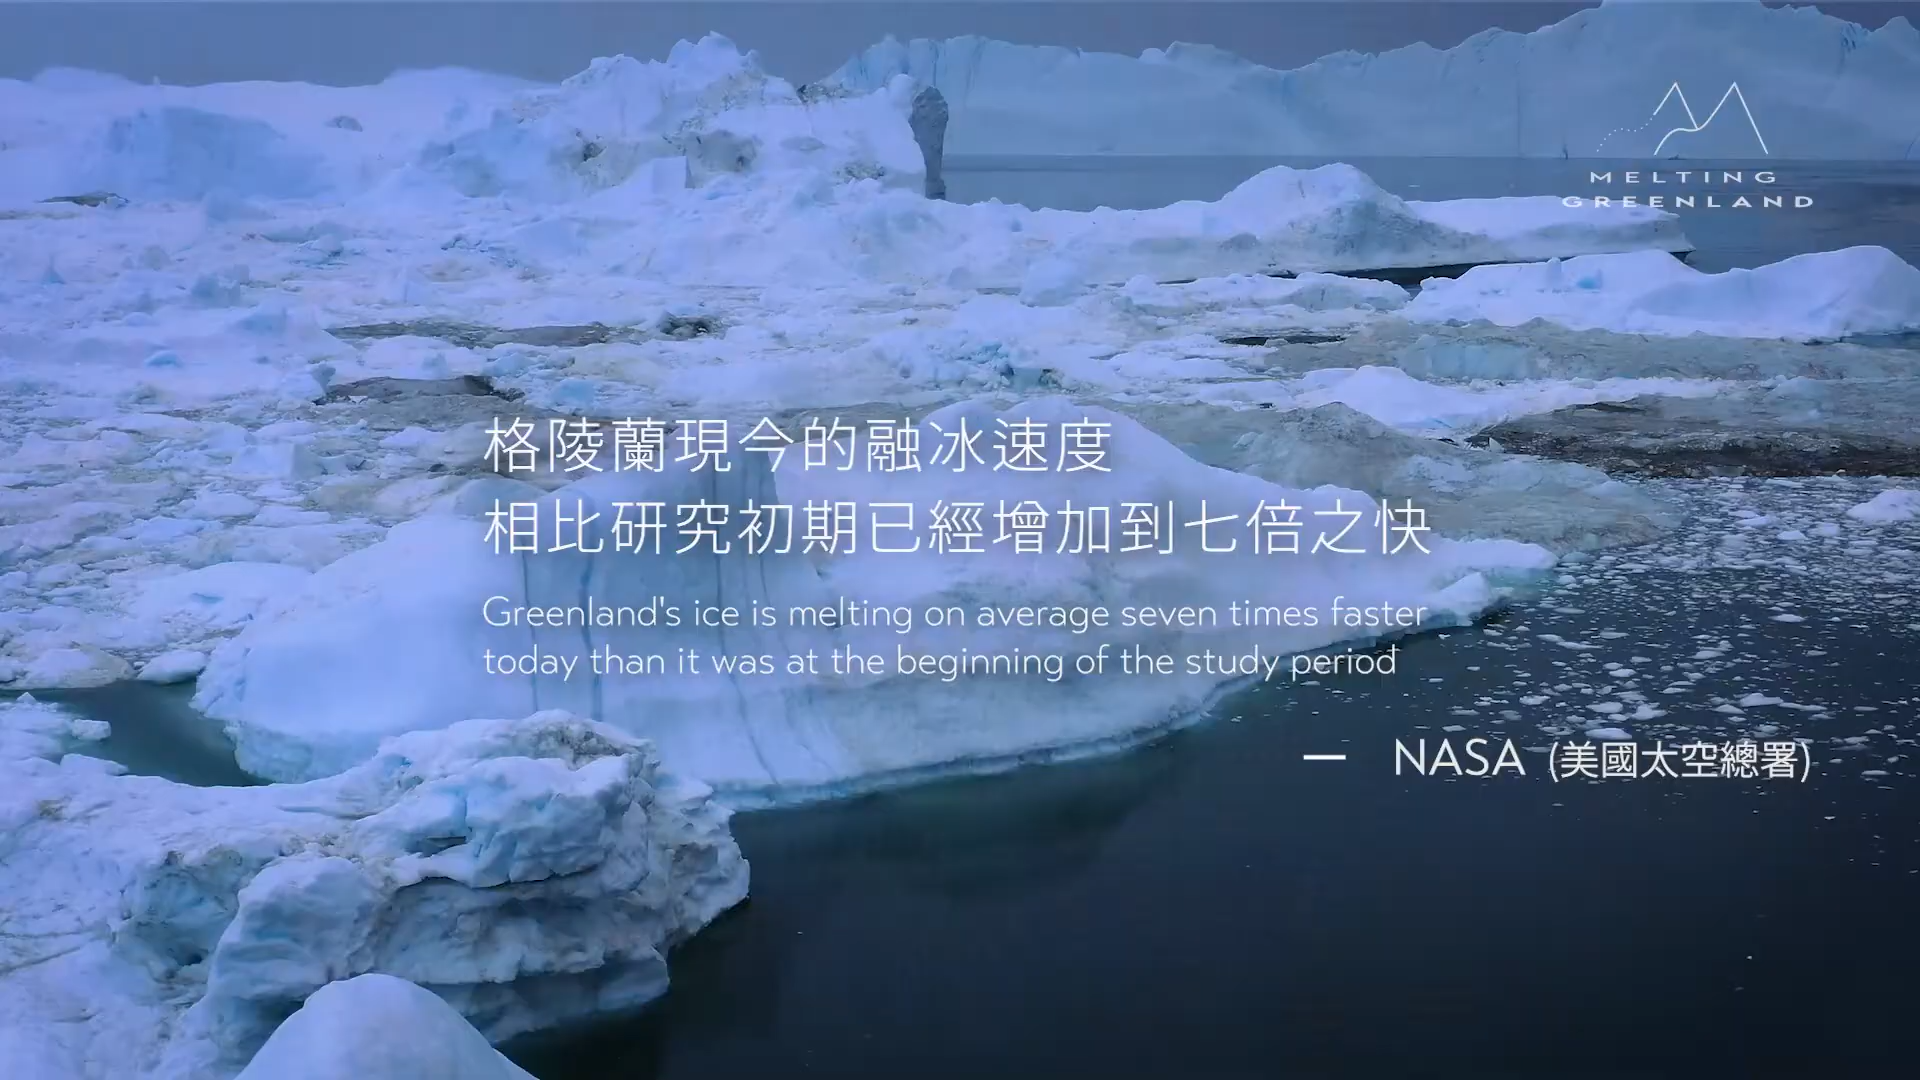 MELTING
GREENLAND
格陵蘭現今的融冰速度
相比研究初期已經增加到七倍之快
Greenland's ice is melting on average seven times faster
today than it was at the beginning of the study period
— NASA (美國太空總署)